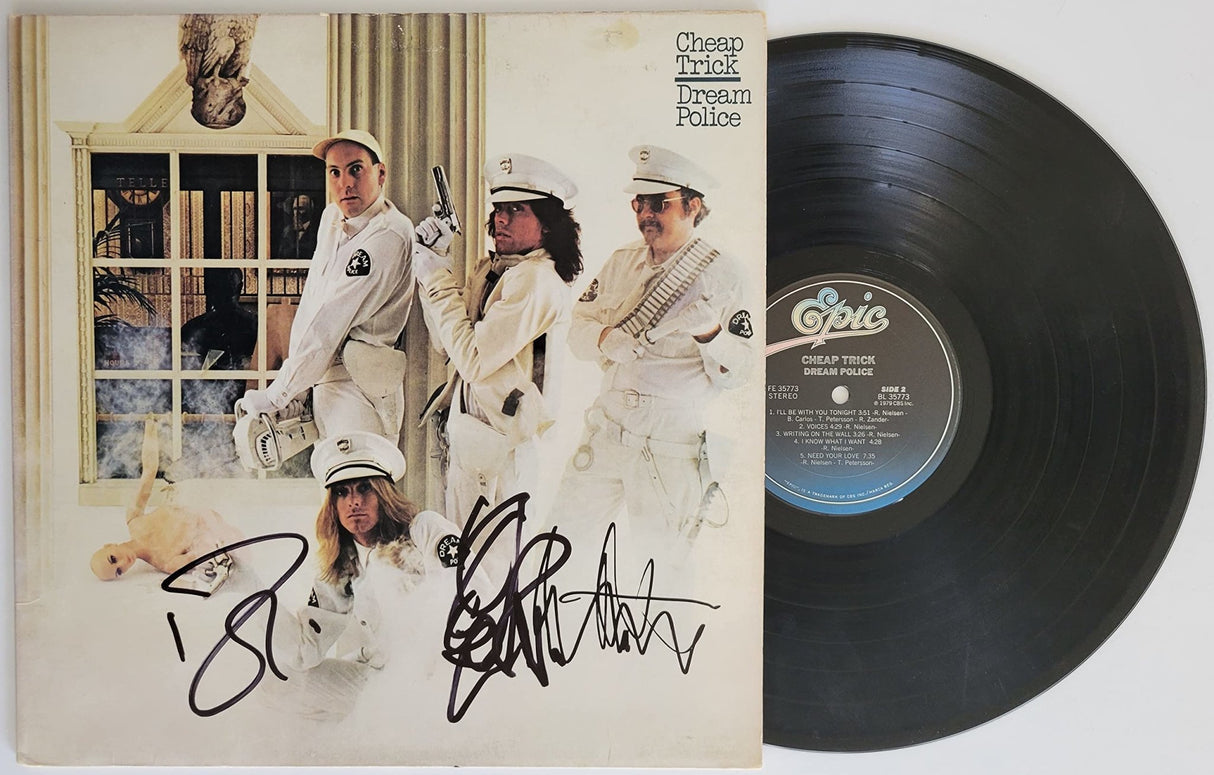 Cheap
Trick
Dream
Police
TELLE
DREAM
Epic
CHEAP TRICK
DREAM POLICE
FE 35773
STEREO
SIDE 2
BL 35773
℗ 1979 CBS Inc.
1. I'LL BE WITH YOU TONIGHT 3:51 -R. Nielsen -
B. Carlos - T. Petersson - R. Zander-
2. VOICES 4:29 -R. Nielsen-
3. WRITING ON THE WALL 3:26 -R. Nielsen-
4. I KNOW WHAT I WANT 4:28
-R. Nielsen-
5. NEED YOUR LOVE 7:35
-R. Nielsen - T. Petersson-